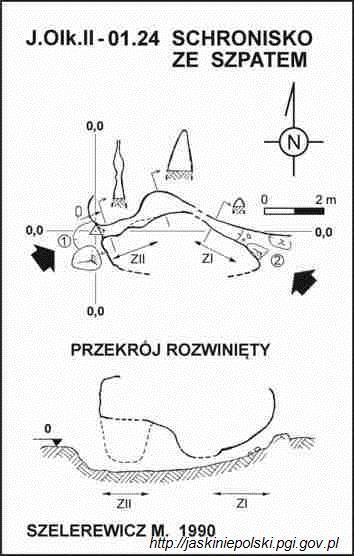 J.Olk.II - 01.24 SCHRONISKO
ZE SZPATEM
N
0,0
0
0 2 m
0,0
0,0
1
ZII
ZI
2
0,0
PRZEKRÓJ ROZWINIĘTY
0
ZII
ZI
SZELEREWICZ M. 1990
http://jaskiniepolski.pgi.gov.pl